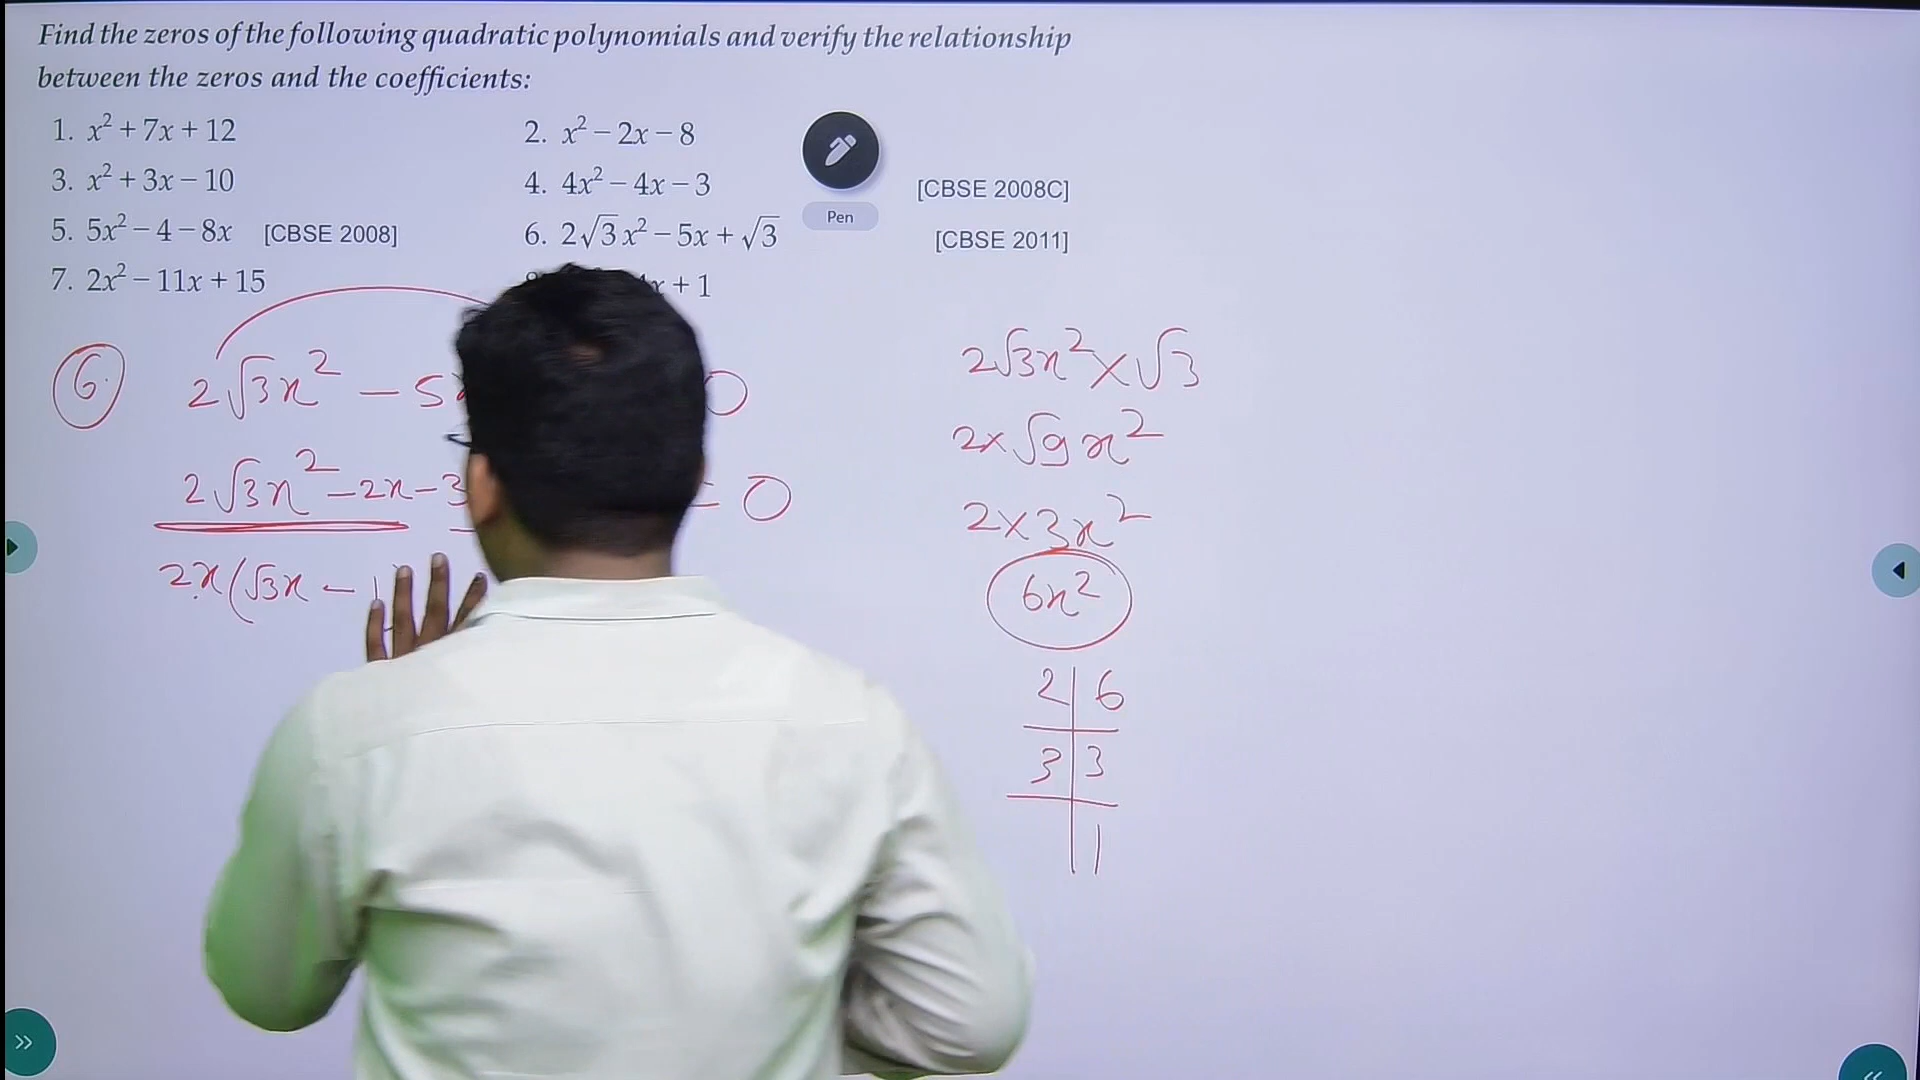 Find the zeros of the following quadratic polynomials and verify the relationship
between the zeros and the coefficients:
1. x² + 7x + 12
2. x² − 2x − 8
3. x² + 3x − 10
4. 4x² − 4x − 3 [CBSE 2008C]
5. 5x² − 4 − 8x [CBSE 2008]
6. 2√3x² − 5x + √3 [CBSE 2011]
7. 2x² − 11x + 15
x + 1
Pen
6.
2√3x² − 5x 0
2√3x² − 2x − 3 = 0
2x(√3x − 1
2√3x² × √3
2×√9x²
2×3x²
6x²
2 | 6
3 | 3
| 1